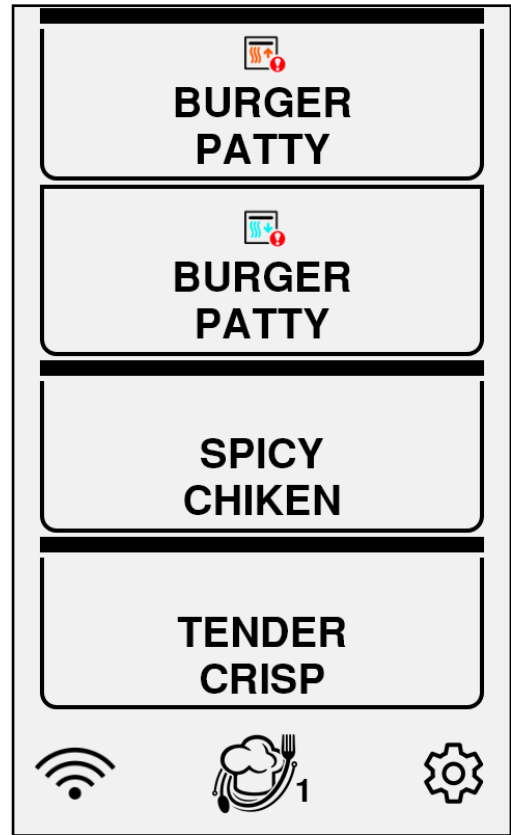 BURGER
PATTY
BURGER
PATTY
SPICY
CHIKEN
TENDER
CRISP
1